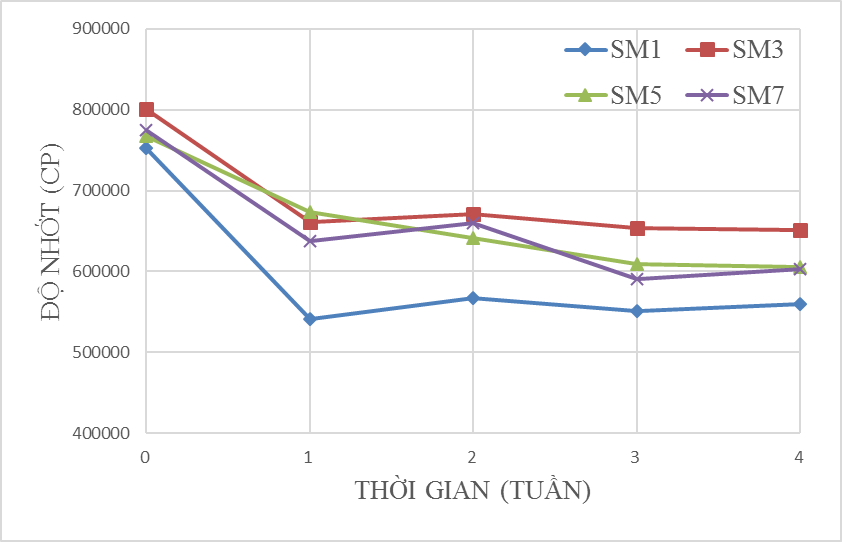 900000
SM1 SM3
800000
SM5 SM7
700000
600000
500000
400000
ĐỘ NHỚT (CP)
0 1 2 3 4
THỜI GIAN (TUẦN)